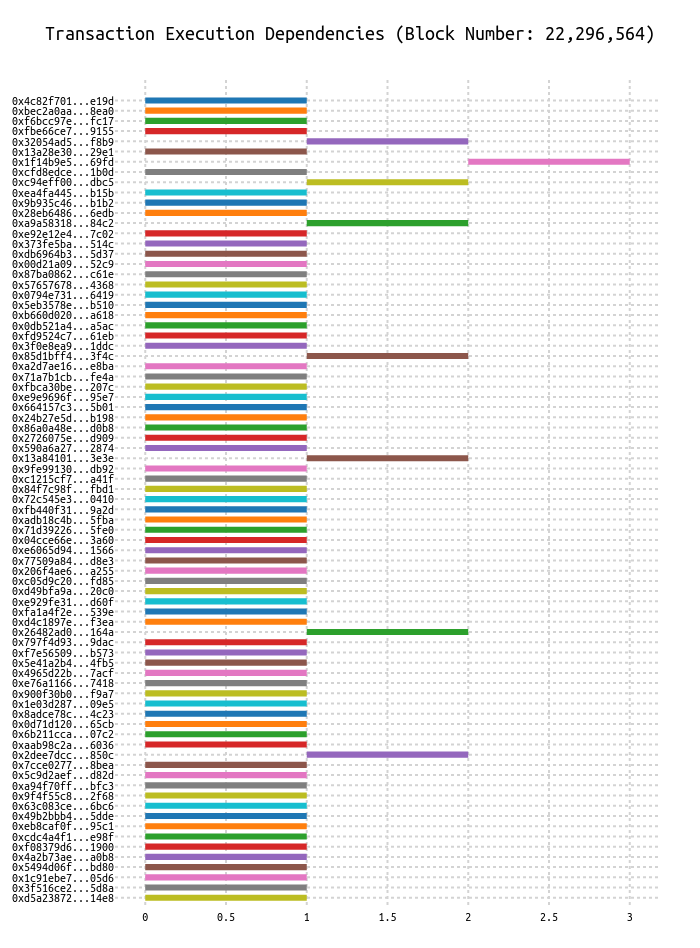 Transaction Execution Dependencies (Block Number: 22,296,564)
0x4c82f701...e19d
0xbec2a0aa...8ea0
0xf6bcc97e...fc17
0xfbe66ce7...9155
0x32054ad5...f8b9
0x13a28e30...29e1
0x1f14b9e5...69fd
0xcfd8edce...1b0d
0xc94eff00...dbc5
0xea4fa445...b15b
0x9b935c46...b1b2
0x28eb6486...6edb
0xa9a58318...84c2
0xe92e12e4...7c02
0x373fe5ba...514c
0xdb6964b3...5d37
0x00d21a09...52c9
0x87ba0862...c61e
0x57657678...4368
0x0794e731...6419
0x5eb3578e...b510
0xb660d020...a618
0x0db521a4...a5ac
0xfd9524c7...61eb
0x3f0e8ea9...1ddc
0x85d1bff4...3f4c
0xa2d7ae16...e8ba
0x71a7b1cb...fe4a
0xfbca30be...207c
0xe9e9696f...95e7
0x664157c3...5b01
0x24b27e5d...b198
0x86a0a48e...d0b8
0x2726075e...d909
0x590a6a27...2874
0x13a84101...3e3e
0x9fe99130...db92
0xc1215cf7...a41f
0x84f7c98f...fbd1
0x72c545e3...0410
0xfb440f31...9a2d
0xadb18c4b...5fba
0x71d39226...5fe0
0x04cce66e...3a60
0xe6065d94...1566
0x77509a84...d8e3
0x206f4ae6...a255
0xc05d9c20...fd85
0xd49bfa9a...20c0
0xe929fe31...d60f
0xfa1a4f2e...539e
0xd4c1897e...f3ea
0x26482ad0...164a
0x797f4d93...9dac
0xf7e56509...b573
0x5e41a2b4...4fb5
0x4965d22b...7acf
0xe76a1166...7418
0x900f30b0...f9a7
0x1e03d287...09e5
0x8adce78c...4c23
0x0d71d120...65cb
0x6b211cca...07c2
0xaab98c2a...6036
0x2dee7dcc...850c
0x7cce0277...8bea
0x5c9d2aef...d82d
0xa94f70ff...bfc3
0x9f4f55c8...2f68
0x63c083ce...6bc6
0x49b2bbb4...5dde
0xeb8caf0f...95c1
0xcdc4a4f1...e98f
0xf08379d6...1900
0x4a2b73ae...a0b8
0x5494d06f...bd80
0x1c91ebe7...05d6
0x3f516ce2...5d8a
0xd5a23872...14e8
0 0.5 1 1.5 2 2.5 3